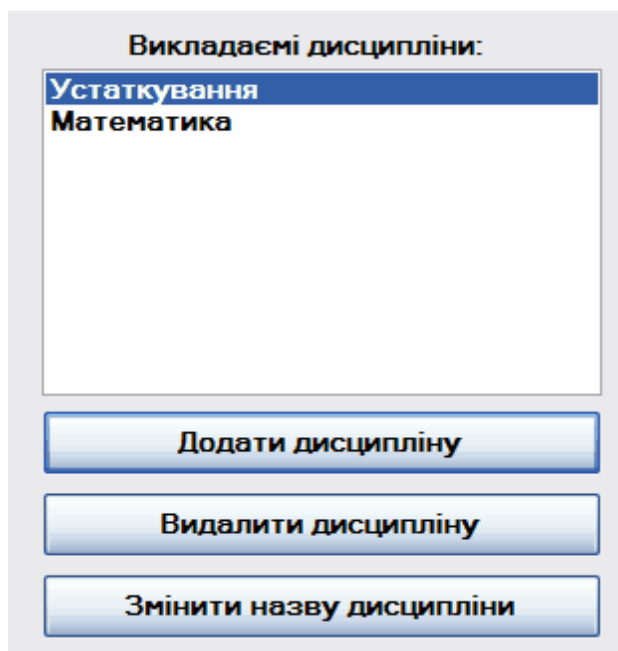 Викладаємі дисципліни:
Устаткування
Математика
Додати дисципліну
Видалити дисципліну
Змінити назву дисципліни